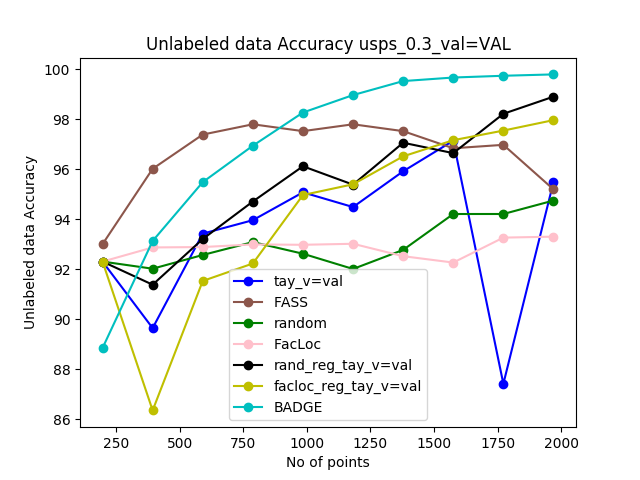 Unlabeled data Accuracy usps_0.3_val=VAL
100
98
96
94
92
90
88
86
Unlabeled data Accuracy
tay_v=val
FASS
random
FacLoc
rand_reg_tay_v=val
facloc_reg_tay_v=val
BADGE
250 500 750 1000 1250 1500 1750 2000
No of points